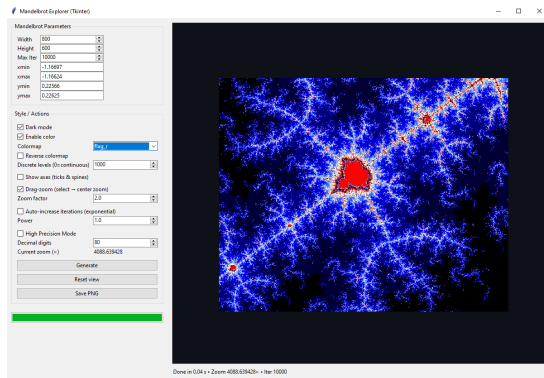 Mandelbrot Explorer (Tkinter)
Mandelbrot Parameters
Width 800
Height 600
Max Iter 10000
xmin -1.16697
xmax -1.16624
ymin 0.22566
ymax 0.22625
Style / Actions
Dark mode
Enable color
Colormap flag_r
Reverse colormap
Discrete levels (0=continuous) 1000
Show axes (ticks & spines)
Drag-zoom (select → center zoom)
Zoom factor 2.0
Auto-increase iterations (exponential)
Power 1.0
High Precision Mode
Decimal digits 80
Current zoom (×) 4088.639428
Generate
Reset view
Save PNG
Done in 0.04 s • Zoom 4088.639428× • Iter 10000